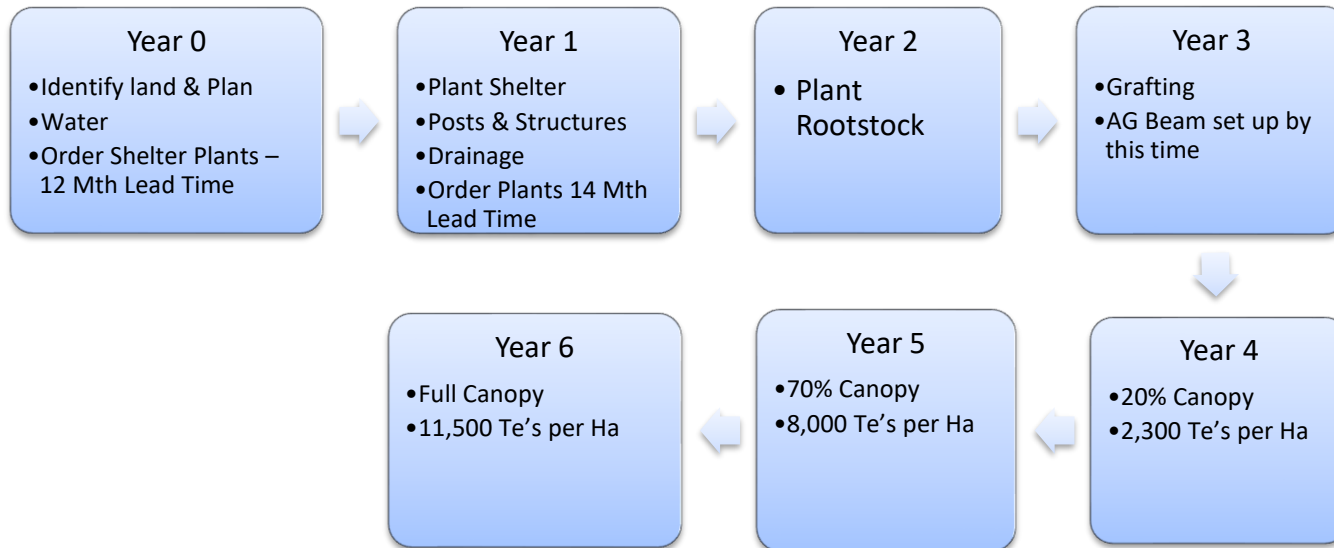 Year 0
•Identify land & Plan
•Water
•Order Shelter Plants –
12 Mth Lead Time
Year 1
•Plant Shelter
•Posts & Structures
•Drainage
•Order Plants 14 Mth
Lead Time
Year 2
• Plant
Rootstock
Year 3
•Grafting
•AG Beam set up by
this time
Year 4
•20% Canopy
•2,300 Te’s per Ha
Year 5
•70% Canopy
•8,000 Te’s per Ha
Year 6
•Full Canopy
•11,500 Te’s per Ha